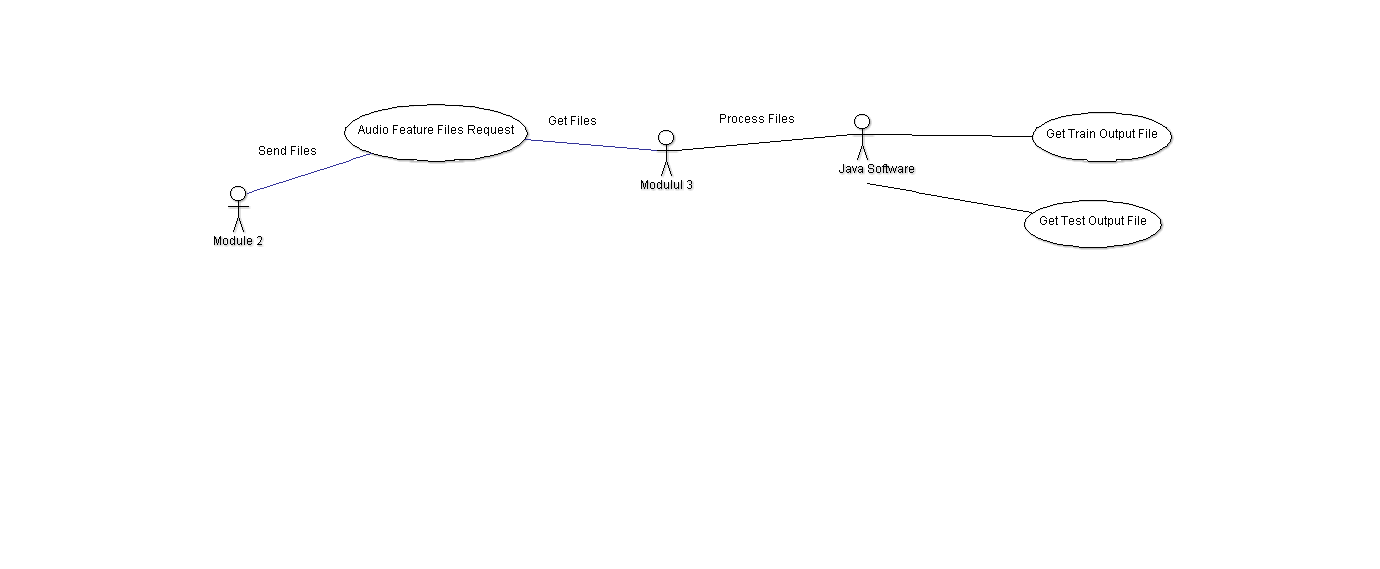 Send Files
Audio Feature Files Request
Get Files
Process Files
Get Train Output File
Module 2
Modulul 3
Java Software
Get Test Output File